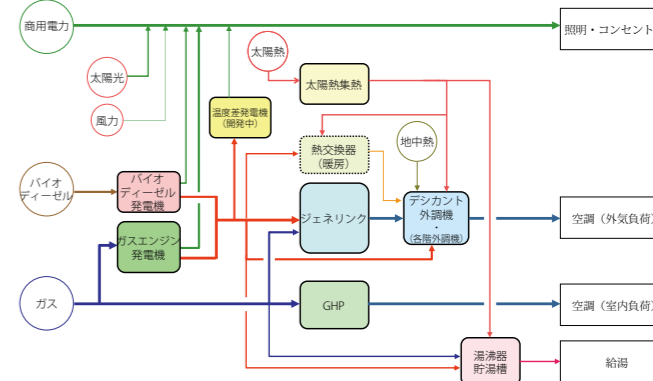 商用電力
照明・コンセント
太陽熱
太陽光
太陽熱集熱
温度差発電機
(開発中)
風力
地中熱
熱交換器
(暖房)
バイオ
ディーゼル
バイオ
ディーゼル
発電機
ジェネリンク
デシカント
外調機
・
(各階外調機)
空調（外気負荷）
ガスエンジン
発電機
ガス
GHP
空調（室内負荷）
湯沸器
貯湯槽
給湯